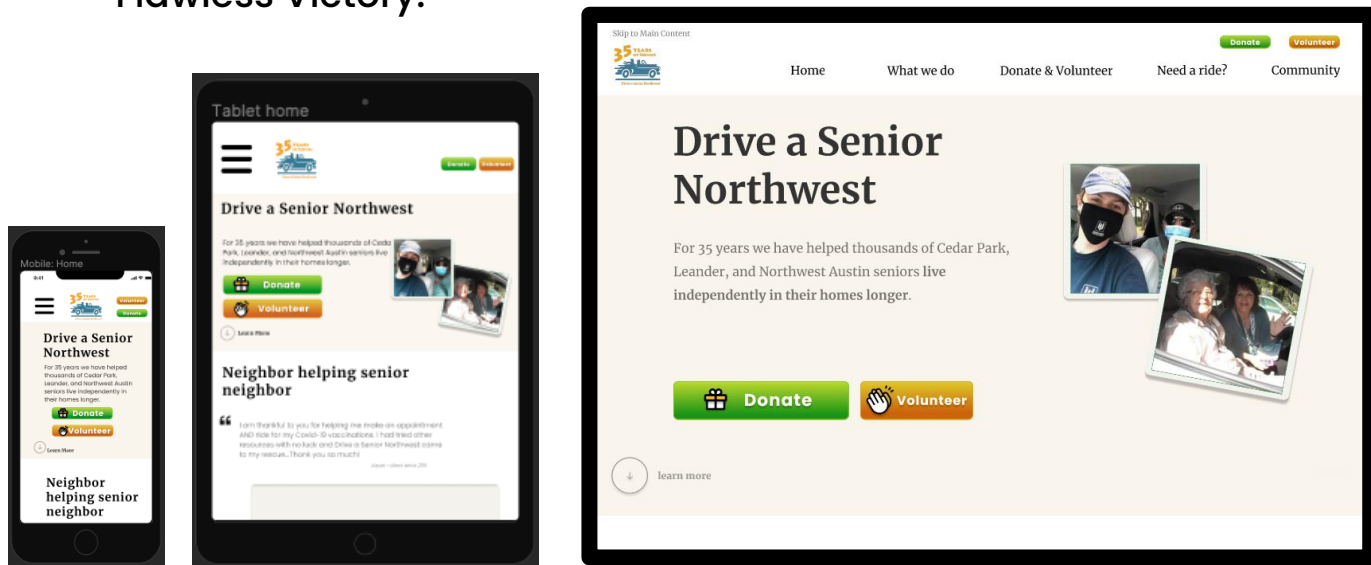 Flawless Victory!
Mobile: Home
9:41
35 YEARS
Volunteer
Donate
Drive a Senior
Northwest
For 35 years we have helped
thousands of Cedar Park,
Leander, and Northwest Austin
seniors live independently in
their homes longer.
Donate
Volunteer
Learn More
Neighbor
helping senior
neighbor
Tablet home
35 YEARS
Donate
Volunteer
Drive a Senior Northwest
For 35 years we have helped thousands of Cedar
Park, Leander, and Northwest Austin seniors live
independently in their homes longer.
Donate
Volunteer
Learn More
Neighbor helping senior
neighbor
“ I am thankful to you for helping me make an appointment
AND ride for my Covid-19 vaccinations. I had tried other
resources with no luck and Drive a Senior Northwest came
to my rescue...Thank you so much!
Skip to Main Content
Donate
Volunteer
35 YEARS
Home
What we do
Donate & Volunteer
Need a ride?
Community
Drive a Senior
Northwest
For 35 years we have helped thousands of Cedar Park,
Leander, and Northwest Austin seniors live
independently in their homes longer.
Donate
Volunteer
learn more